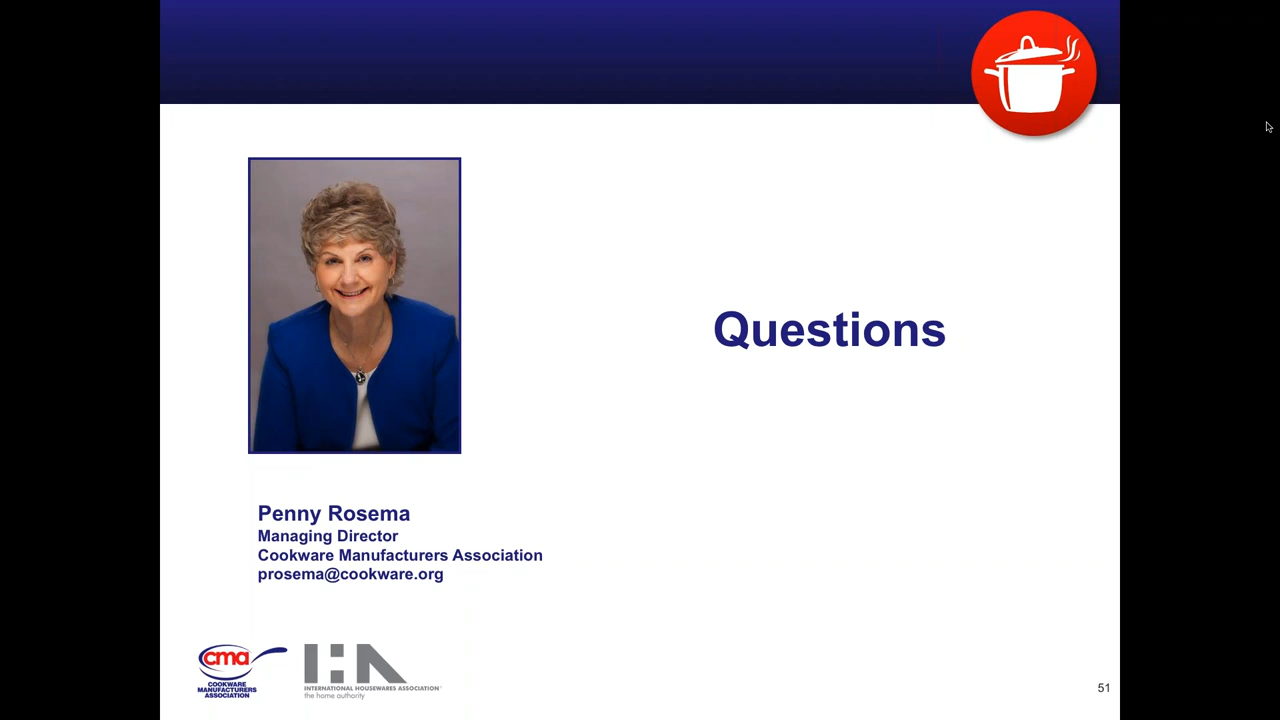 Questions
Penny Rosema
Managing Director
Cookware Manufacturers Association
prosema@cookware.org
cma
COOKWARE
MANUFACTURERS
ASSOCIATION
IHA
INTERNATIONAL HOUSEWARES ASSOCIATION
the home authority
51